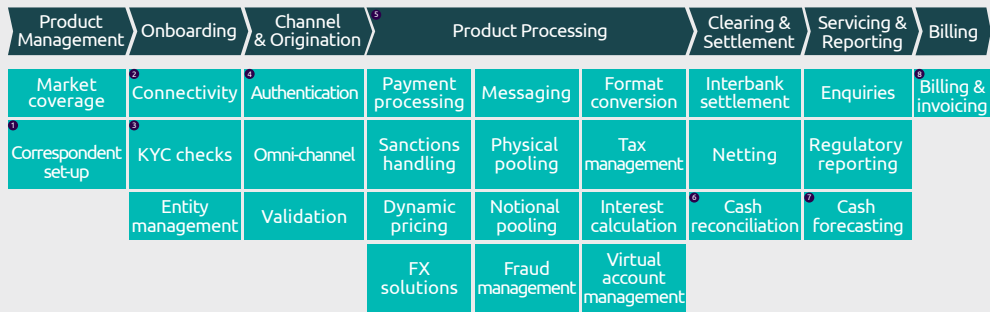 Product
Management
Onboarding
Channel
& Origination
5
Product Processing
Clearing &
Settlement
Servicing &
Reporting
Billing
Market
coverage
2
Connectivity
4
Authentication
Payment
processing
Messaging
Format
conversion
Interbank
settlement
Enquiries
8
Billing &
invoicing
1
Correspondent
set-up
3
KYC checks
Omni-channel
Sanctions
handling
Physical
pooling
Tax
management
Netting
Regulatory
reporting
Entity
management
Validation
Dynamic
pricing
Notional
pooling
Interest
calculation
6
Cash
reconciliation
7
Cash
forecasting
FX
solutions
Fraud
management
Virtual
account
management